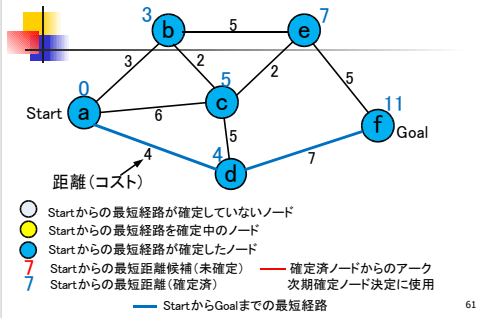 3
b
5
e
7
3
2
2
5
0
5
Start
a
6
c
11
f
Goal
5
4
4
d
7
距離(コスト)
Startからの最短経路が確定していないノード
Startからの最短経路を確定中のノード
Startからの最短経路が確定したノード
7 Startからの最短距離候補(未確定) 確定済ノードからのアーク
7 Startからの最短距離(確定済) 次期確定ノード決定に使用
StartからGoalまでの最短経路
61